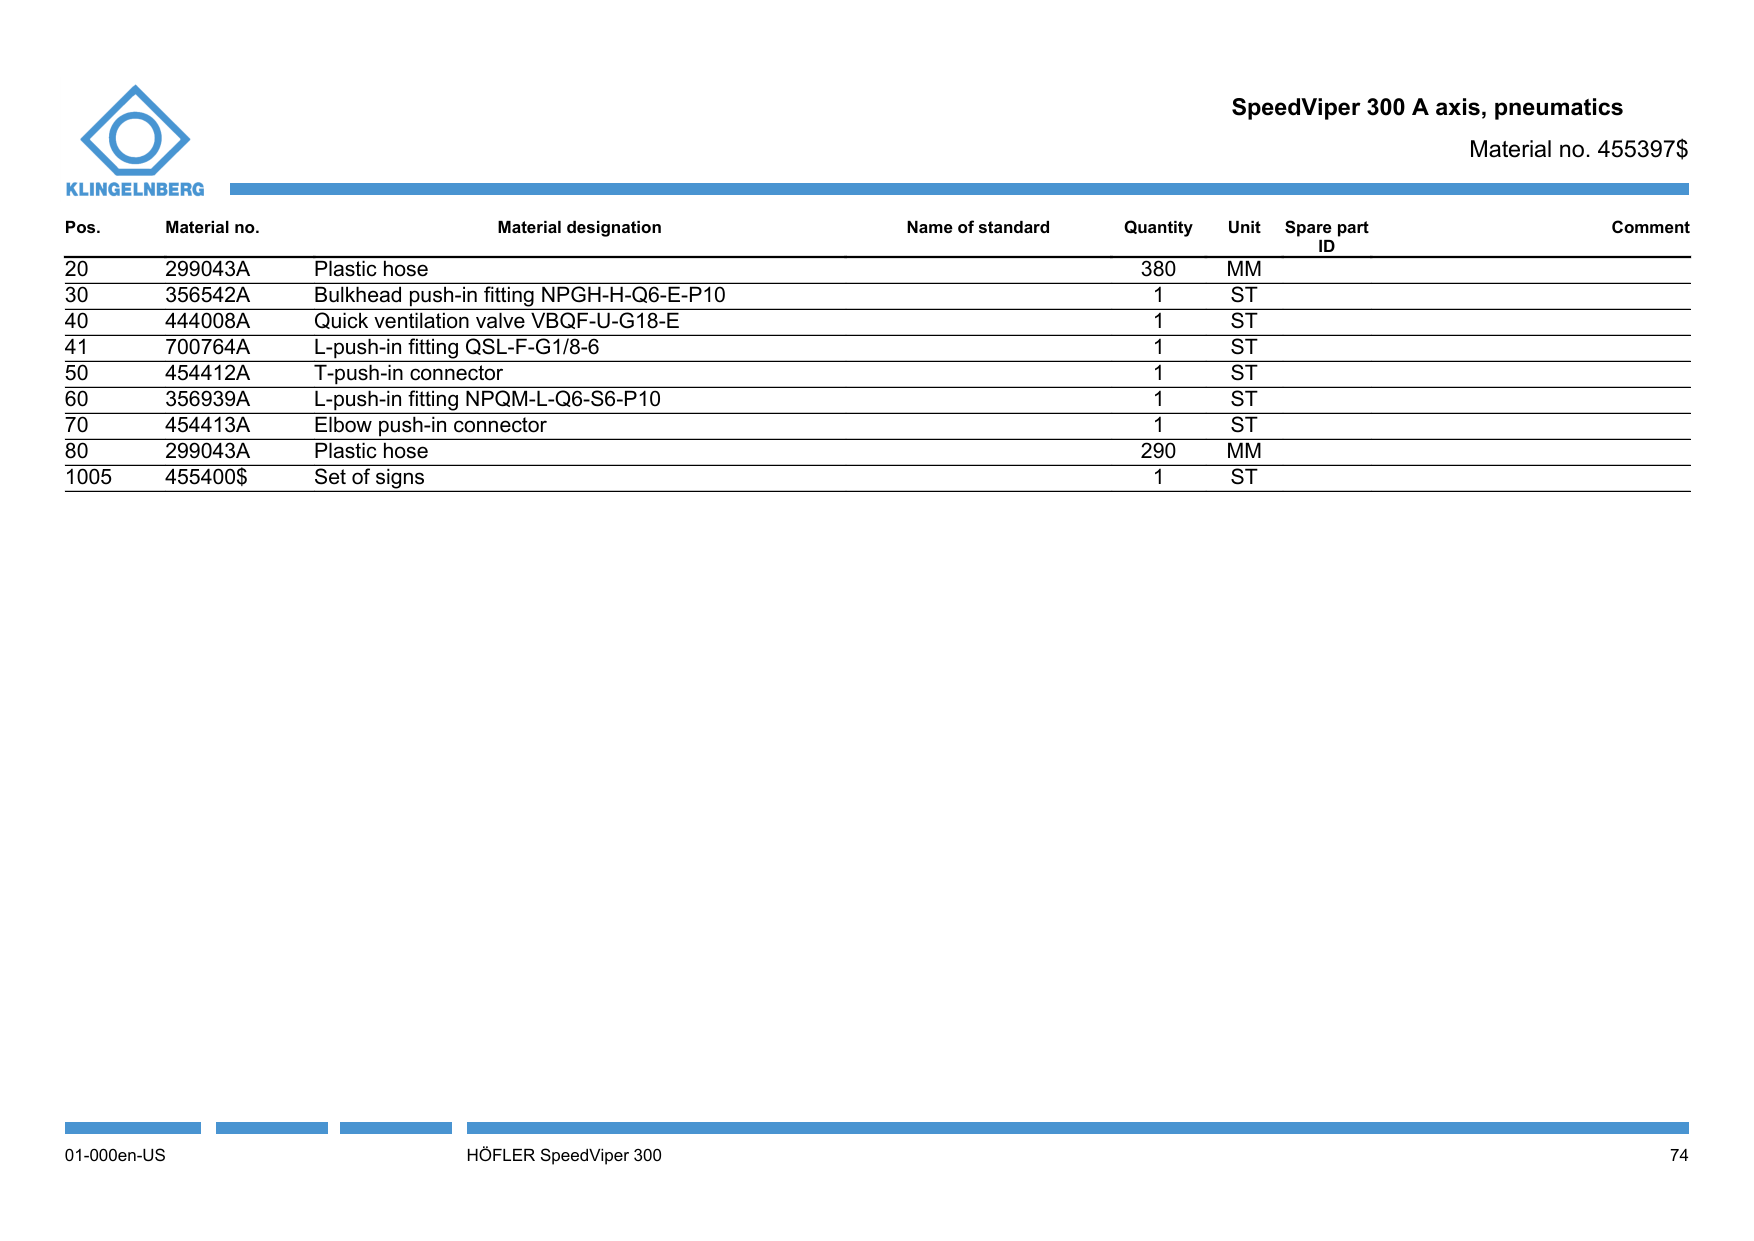 SpeedViper 300 A axis, pneumatics
Material no. 455397$
KLINGELNBERG
Pos. Material no. Material designation Name of standard Quantity Unit Spare part ID Comment
20 299043A Plastic hose 380 MM
30 356542A Bulkhead push-in fitting NPGH-H-Q6-E-P10 1 ST
40 444008A Quick ventilation valve VBQF-U-G18-E 1 ST
41 700764A L-push-in fitting QSL-F-G1/8-6 1 ST
50 454412A T-push-in connector 1 ST
60 356939A L-push-in fitting NPQM-L-Q6-S6-P10 1 ST
70 454413A Elbow push-in connector 1 ST
80 299043A Plastic hose 290 MM
1005 455400$ Set of signs 1 ST
01-000en-US HÖFLER SpeedViper 300 74